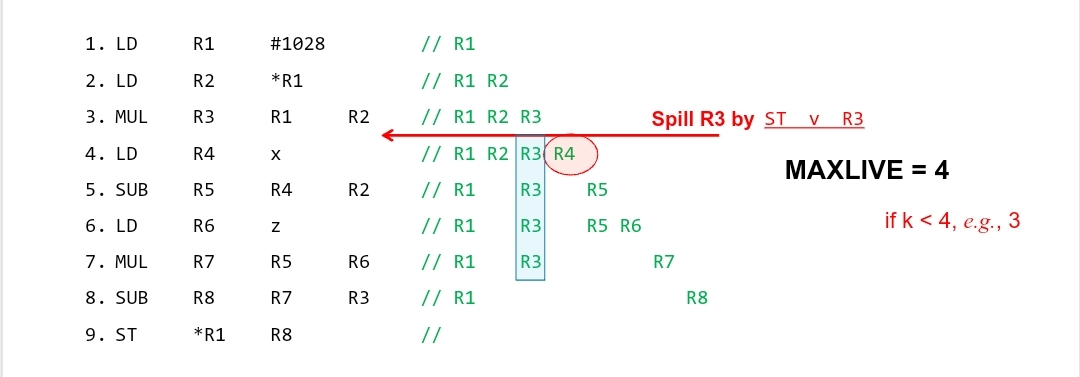 1. LD R1 #1028 // R1
2. LD R2 *R1 // R1 R2
3. MUL R3 R1 R2 // R1 R2 R3
Spill R3 by ST v R3
4. LD R4 x // R1 R2 R3 R4
MAXLIVE = 4
5. SUB R5 R4 R2 // R1 R3 R5
6. LD R6 z // R1 R3 R5 R6
if k < 4, e.g., 3
7. MUL R7 R5 R6 // R1 R3 R7
8. SUB R8 R7 R3 // R1 R8
9. ST *R1 R8 //